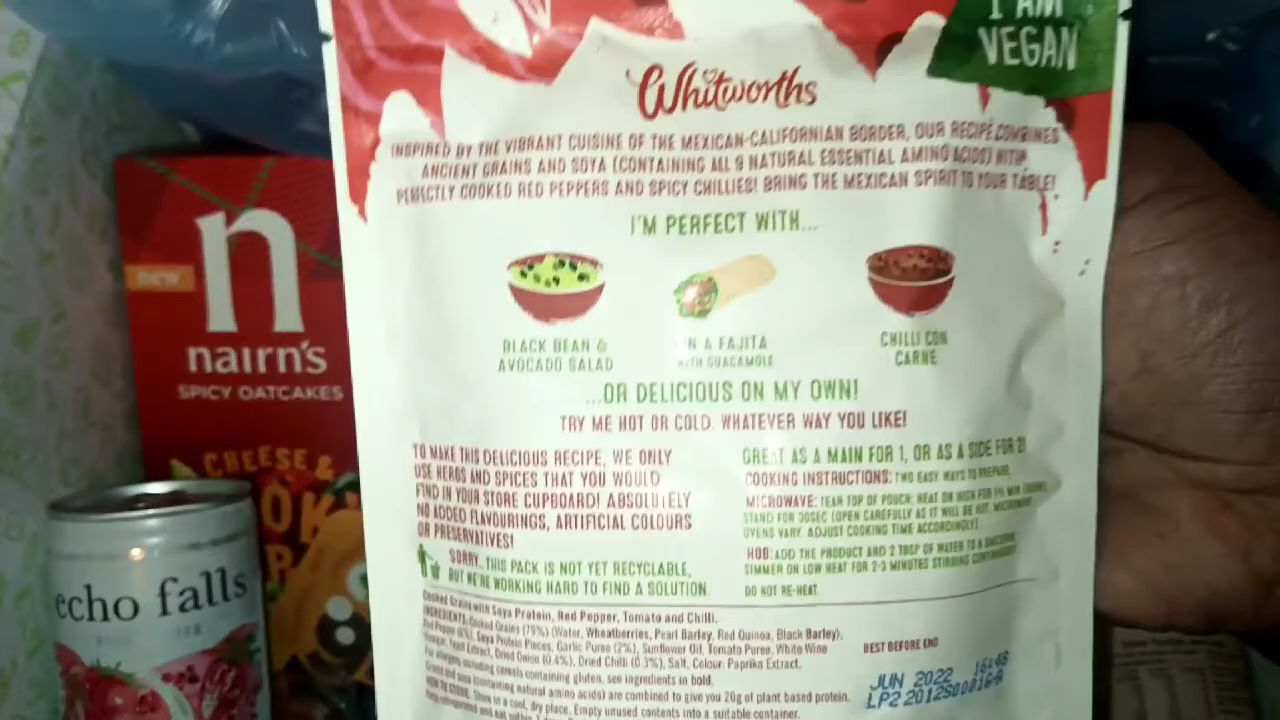 I AM
VEGAN
Whitworths
INSPIRED BY THE VIBRANT CUISINE OF THE MEXICAN-CALIFORNIAN BORDER, OUR RECIPE COMBINES
ANCIENT GRAINS AND SOYA (CONTAINING ALL 9 NATURAL ESSENTIAL AMINO ACIDS) WITH
PERFECTLY COOKED RED PEPPERS AND SPICY CHILLIES! BRING THE MEXICAN SPIRIT TO YOUR TABLE!
I'M PERFECT WITH...
BLACK BEAN &
AVOCADO SALAD
IN A FAJITA
WITH GUACAMOLE
CHILLI CON
CARNE
...OR DELICIOUS ON MY OWN!
TRY ME HOT OR COLD. WHATEVER WAY YOU LIKE!
TO MAKE THIS DELICIOUS RECIPE, WE ONLY
USE HERBS AND SPICES THAT YOU WOULD
FIND IN YOUR STORE CUPBOARD! ABSOLUTELY
NO ADDED FLAVOURINGS, ARTIFICIAL COLOURS
OR PRESERVATIVES!
SORRY.. THIS PACK IS NOT YET RECYCLABLE,
BUT WE'RE WORKING HARD TO FIND A SOLUTION.
GREAT AS A MAIN FOR 1, OR AS A SIDE FOR 2!
COOKING INSTRUCTIONS: TWO EASY WAYS TO PREPARE.
MICROWAVE: TEAR TOP OF POUCH, HEAT ON HIGH FOR 1½ MIN
STAND FOR 30SEC (OPEN CAREFULLY AS IT WILL BE HOT. MICROWAVE
OVENS VARY. ADJUST COOKING TIME ACCORDINGLY).
HOB: ADD THE PRODUCT AND 2 TBSP OF WATER TO A SAUCEPAN.
SIMMER ON LOW HEAT FOR 2-3 MINUTES STIRRING CONTINUOUSLY
DO NOT RE-HEAT.
Cooked Grains with Soya Protein, Red Pepper, Tomato and Chilli.
INGREDIENTS: Cooked Grains (79%) (Water, Wheatberries, Pearl Barley, Red Quinoa, Black Barley),
Red Pepper (6%), Soya Protein Pieces, Garlic Puree (2%), Sunflower Oil, Tomato Puree, White Wine
Vinegar, Yeast Extract, Dried Onion (0.4%), Dried Chilli (0.3%), Salt, Colour: Paprika Extract.
For allergens including cereals containing gluten, see ingredients in bold.
Grains and soya (containing natural amino acids) are combined to give you 20g of plant based protein.
HOW TO STORE: Store in a cool, dry place. Empty unused contents into a suitable container.
BEST BEFORE END
JUN 2022 16:48
LP2
new
n
nairn's
SPICY OATCAKES
CHEESE &
echo falls